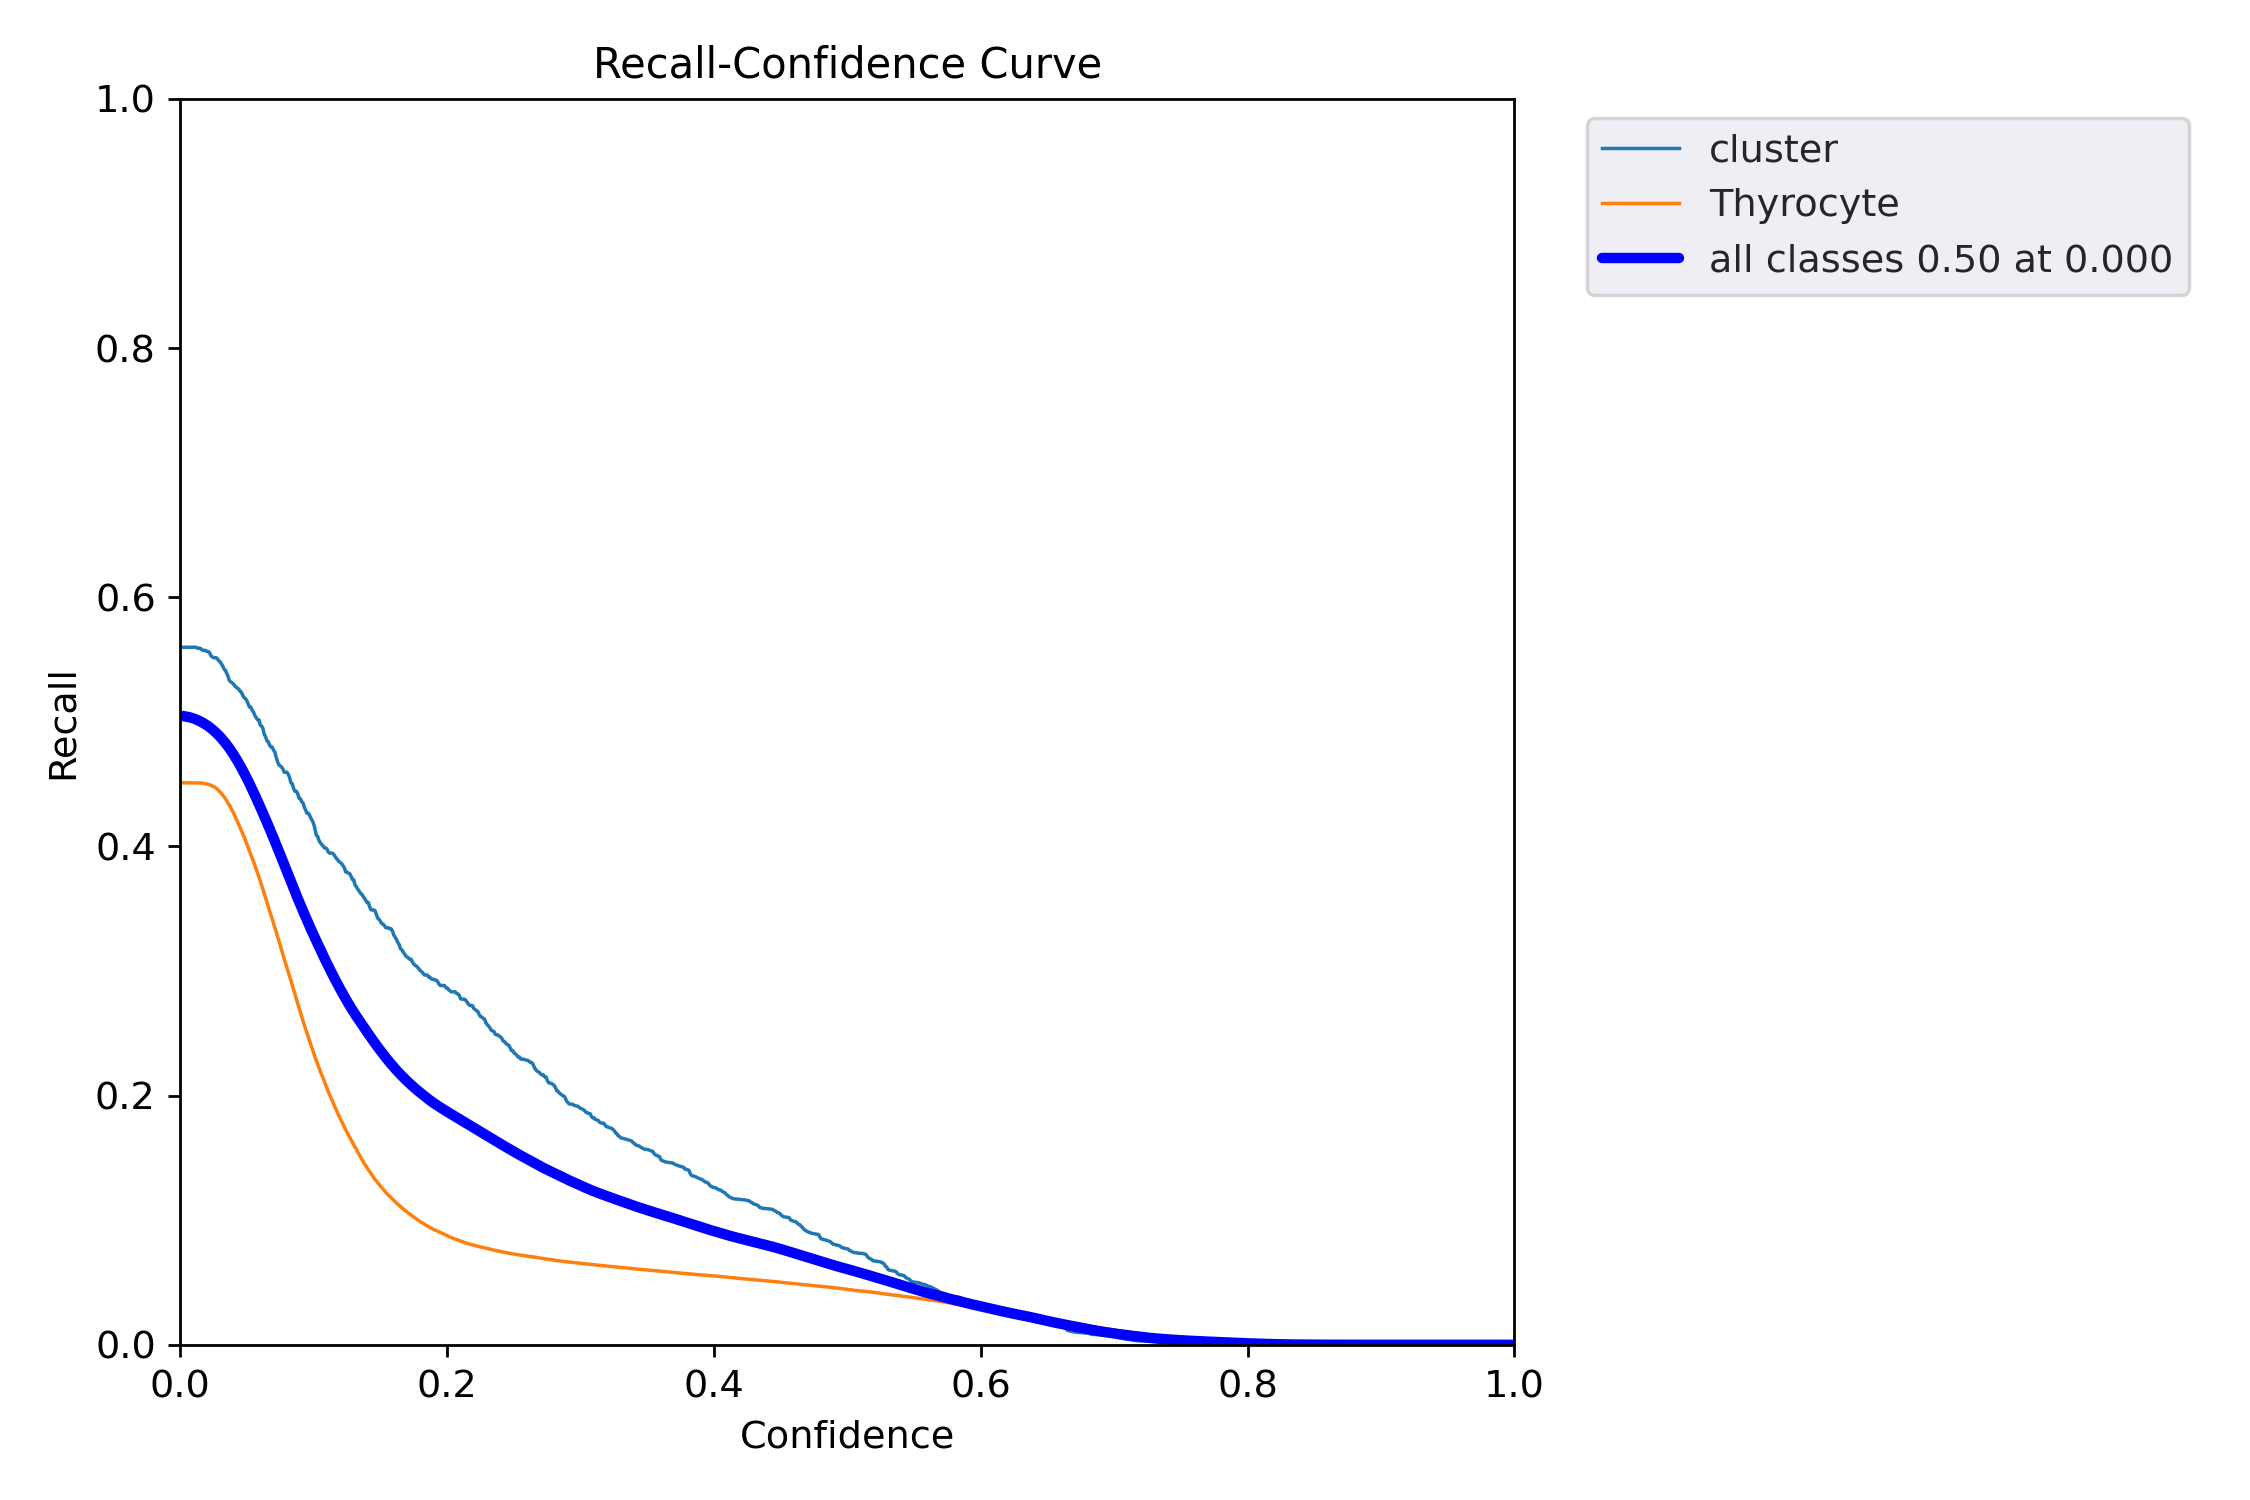 Recall-Confidence Curve
cluster
Thyrocyte
all classes 0.50 at 0.000
Recall
1.0
0.8
0.6
0.4
0.2
0.0
0.0 0.2 0.4 0.6 0.8 1.0
Confidence